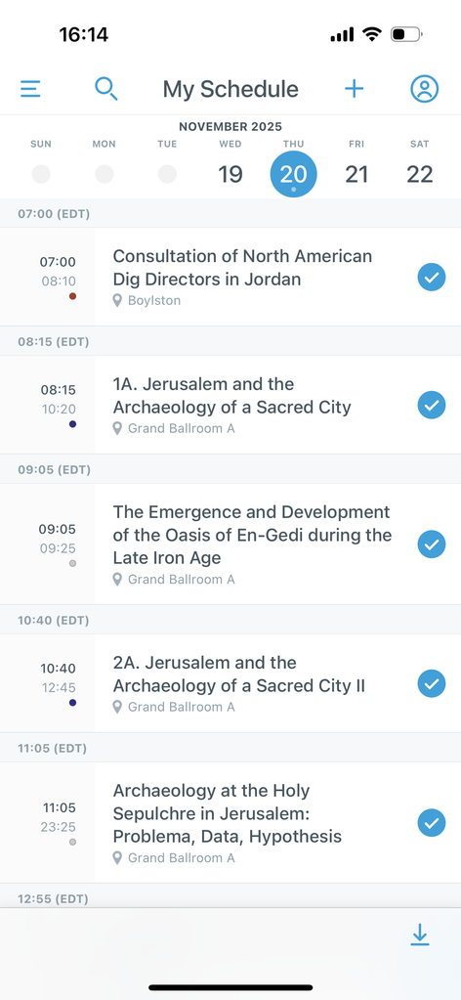 16:14
My Schedule
NOVEMBER 2025
SUN MON TUE WED THU FRI SAT
19 20 21 22
07:00 (EDT)
07:00
08:10
Consultation of North American
Dig Directors in Jordan
Boylston
08:15 (EDT)
08:15
10:20
1A. Jerusalem and the
Archaeology of a Sacred City
Grand Ballroom A
09:05 (EDT)
09:05
09:25
The Emergence and Development
of the Oasis of En-Gedi during the
Late Iron Age
Grand Ballroom A
10:40 (EDT)
10:40
12:45
2A. Jerusalem and the
Archaeology of a Sacred City II
Grand Ballroom A
11:05 (EDT)
11:05
23:25
Archaeology at the Holy
Sepulchre in Jerusalem:
Problema, Data, Hypothesis
Grand Ballroom A
12:55 (EDT)